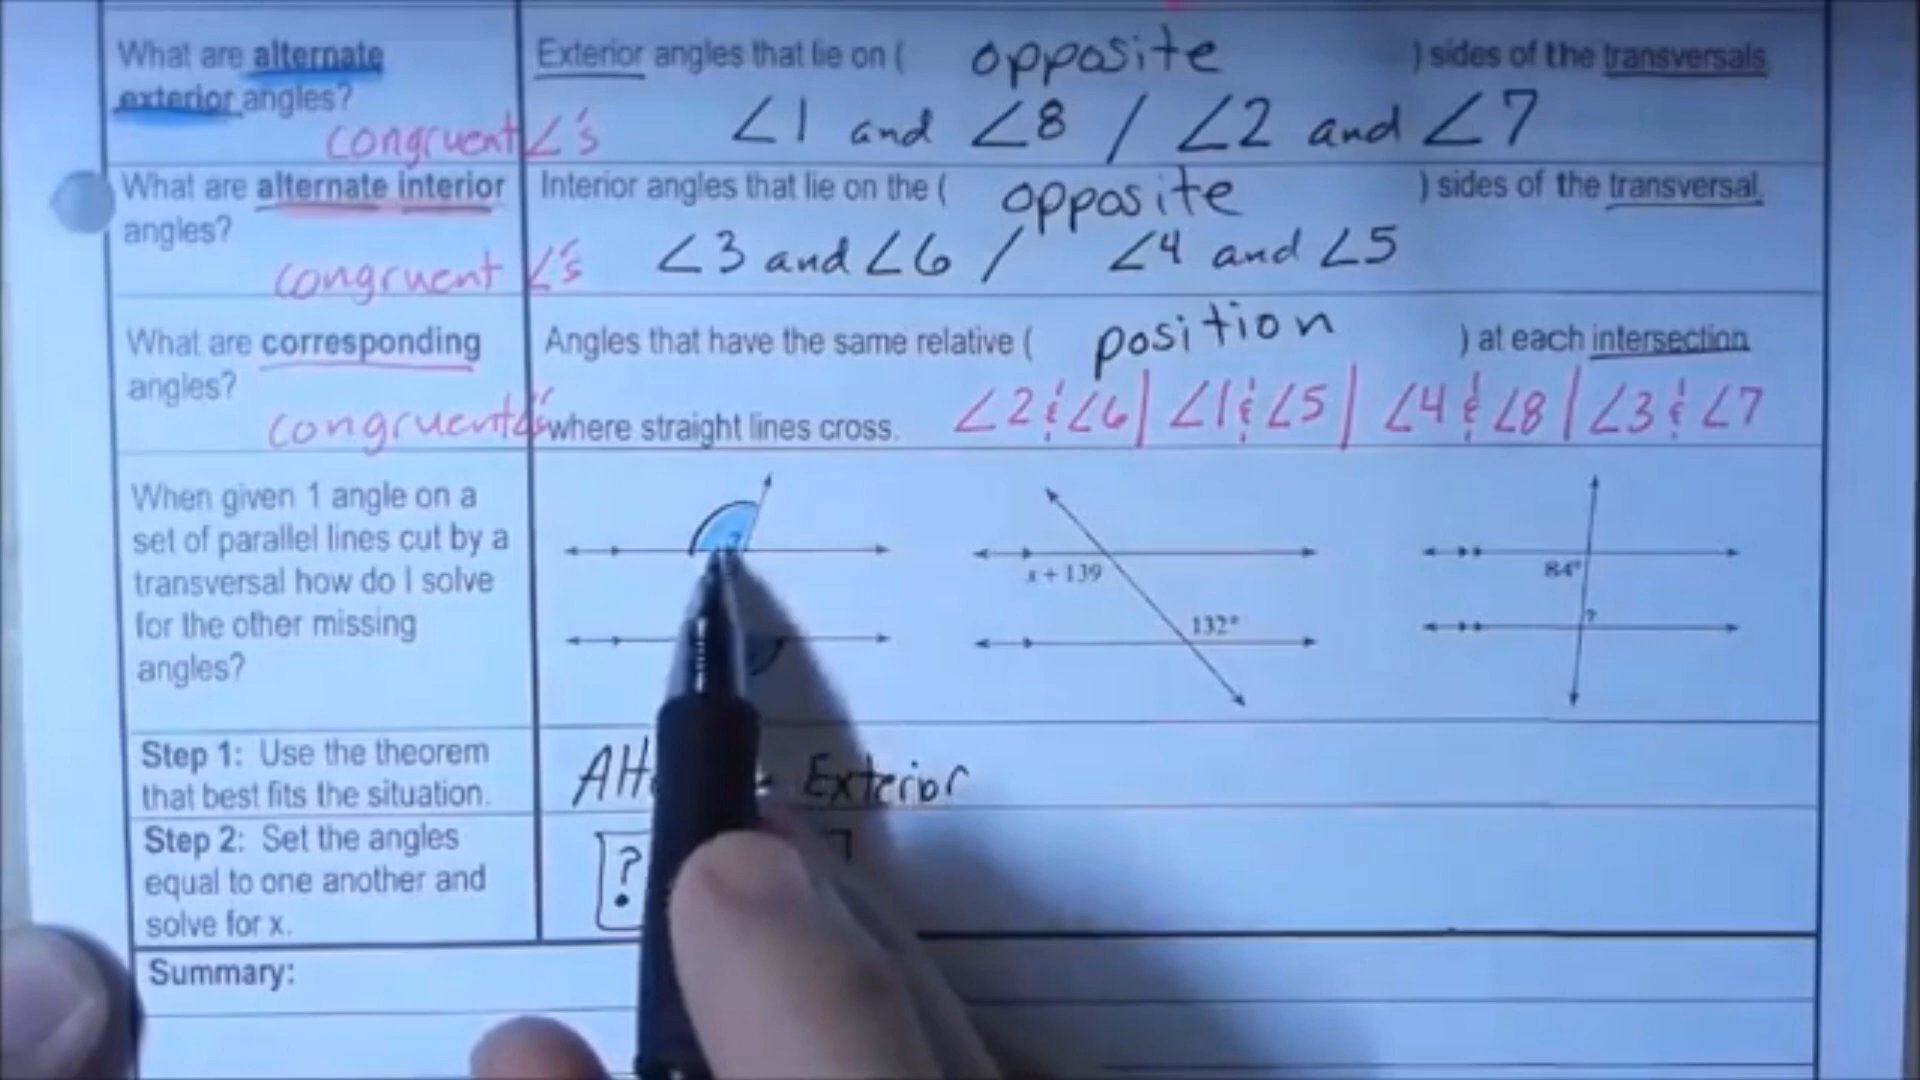 What are alternate
exterior angles?
congruent ∠'s
Exterior angles that lie on ( opposite ) sides of the transversals
∠1 and ∠8 / ∠2 and ∠7
What are alternate interior
angles?
congruent ∠'s
Interior angles that lie on the ( opposite ) sides of the transversal.
∠3 and ∠6 / ∠4 and ∠5
What are corresponding
angles?
congruent ∠'s
Angles that have the same relative ( position ) at each intersection
where straight lines cross. ∠2 & ∠6 | ∠1 & ∠5 | ∠4 & ∠8 | ∠3 & ∠7
When given 1 angle on a
set of parallel lines cut by a
transversal how do I solve
for the other missing
angles?
?
x + 139
132°
84°
?
Step 1: Use the theorem
that best fits the situation.
Exterior
Step 2: Set the angles
equal to one another and
solve for x.
?
Summary: